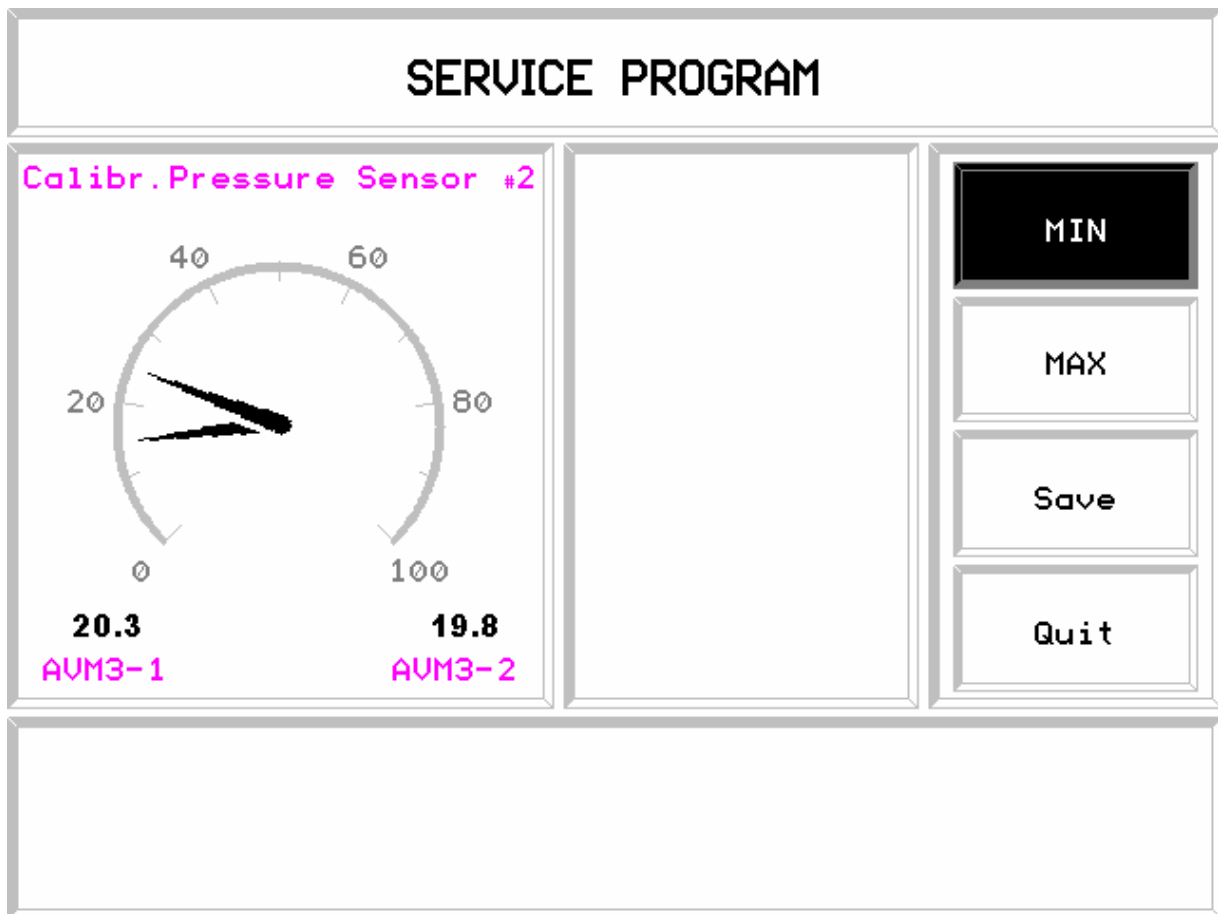 SERVICE PROGRAM
Calibr.Pressure Sensor #2
40 60
20 80
0 100
20.3 19.8
AVM3-1 AVM3-2
MIN
MAX
Save
Quit